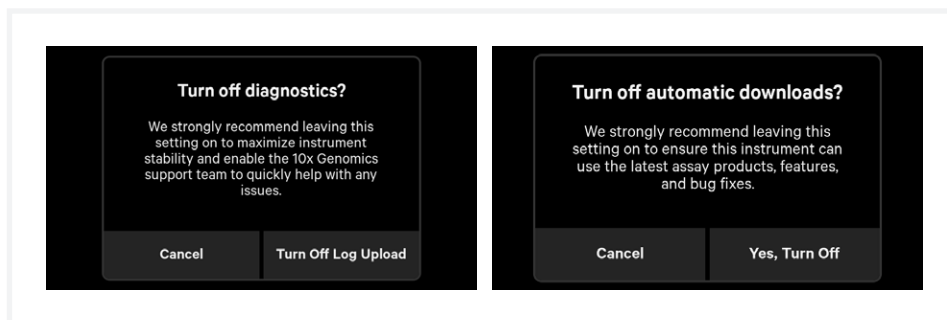 Turn off diagnostics?
We strongly recommend leaving this
setting on to maximize instrument
stability and enable the 10x Genomics
support team to quickly help with any
issues.
Cancel
Turn Off Log Upload
Turn off automatic downloads?
We strongly recommend leaving this
setting on to ensure this instrument can
use the latest assay products, features,
and bug fixes.
Cancel
Yes, Turn Off